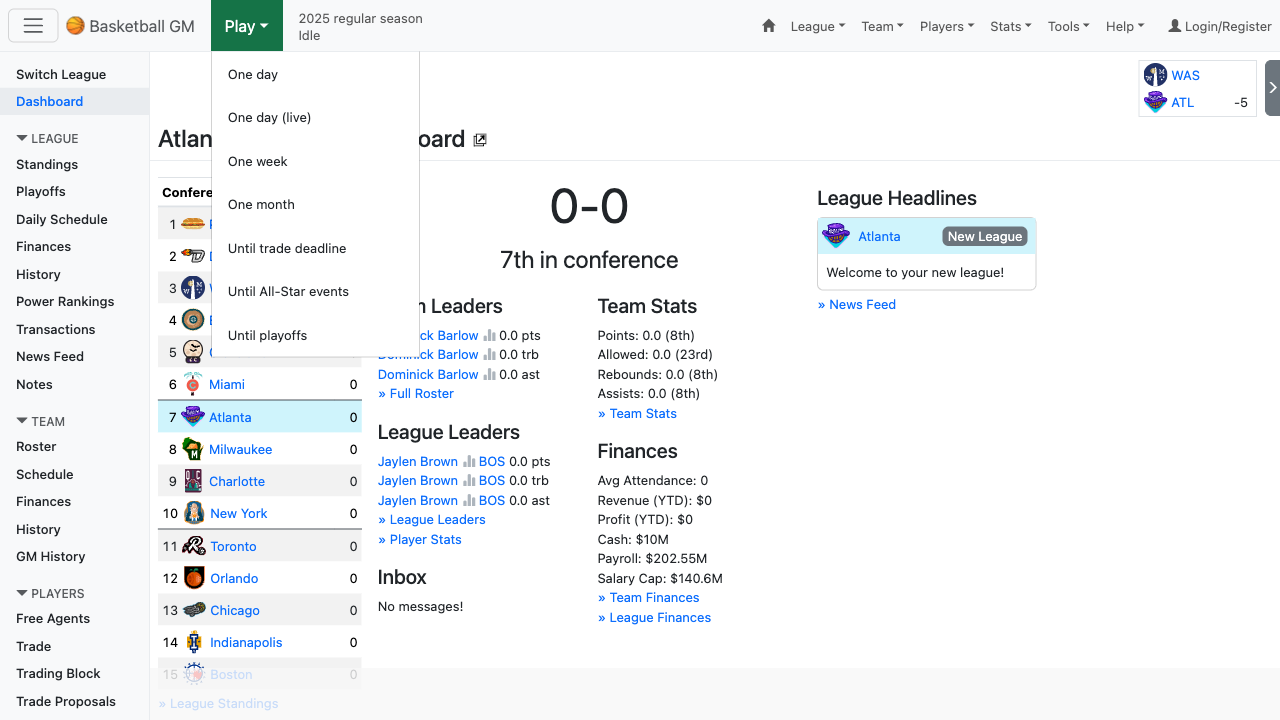 Basketball GM
Play
2025 regular season
Idle
League
Team
Players
Stats
Tools
Help
Login/Register
Switch League
Dashboard
LEAGUE
Standings
Playoffs
Daily Schedule
Finances
History
Power Rankings
Transactions
News Feed
Notes
TEAM
Roster
Schedule
Finances
History
GM History
PLAYERS
Free Agents
Trade
Trading Block
Trade Proposals
One day
One day (live)
One week
One month
Until trade deadline
Until All-Star events
Until playoffs
WAS
ATL -5
Atlan
oard
Confere
1
2
3
4
5
6 Miami 0
7 Atlanta 0
8 Milwaukee 0
9 Charlotte 0
10 New York 0
11 Toronto 0
12 Orlando 0
13 Chicago 0
14 Indianapolis 0
15 Boston 0
» League Standings
0-0
7th in conference
Leaders
ck Barlow 0.0 pts
Dominick Barlow 0.0 trb
Dominick Barlow 0.0 ast
» Full Roster
League Leaders
Jaylen Brown BOS 0.0 pts
Jaylen Brown BOS 0.0 trb
Jaylen Brown BOS 0.0 ast
» League Leaders
» Player Stats
Inbox
No messages!
Team Stats
Points: 0.0 (8th)
Allowed: 0.0 (23rd)
Rebounds: 0.0 (8th)
Assists: 0.0 (8th)
» Team Stats
Finances
Avg Attendance: 0
Revenue (YTD): $0
Profit (YTD): $0
Cash: $10M
Payroll: $202.55M
Salary Cap: $140.6M
» Team Finances
» League Finances
League Headlines
Atlanta New League
Welcome to your new league!
» News Feed